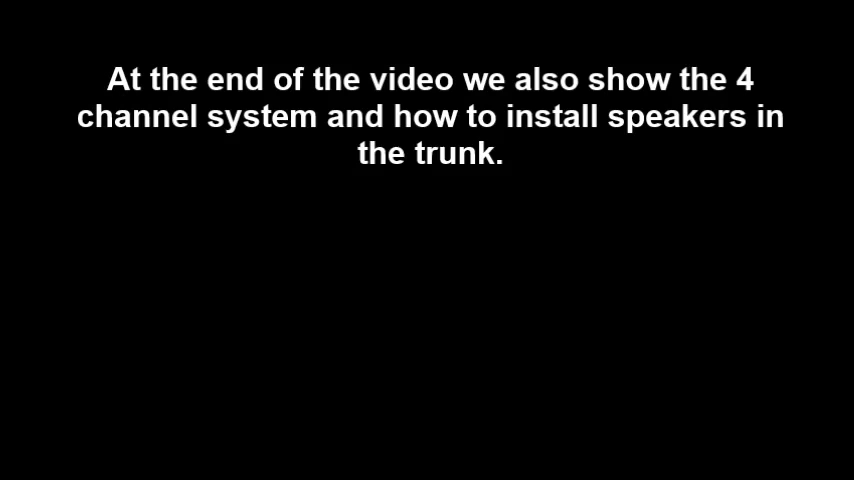 At the end of the video we also show the 4
channel system and how to install speakers in
the trunk.